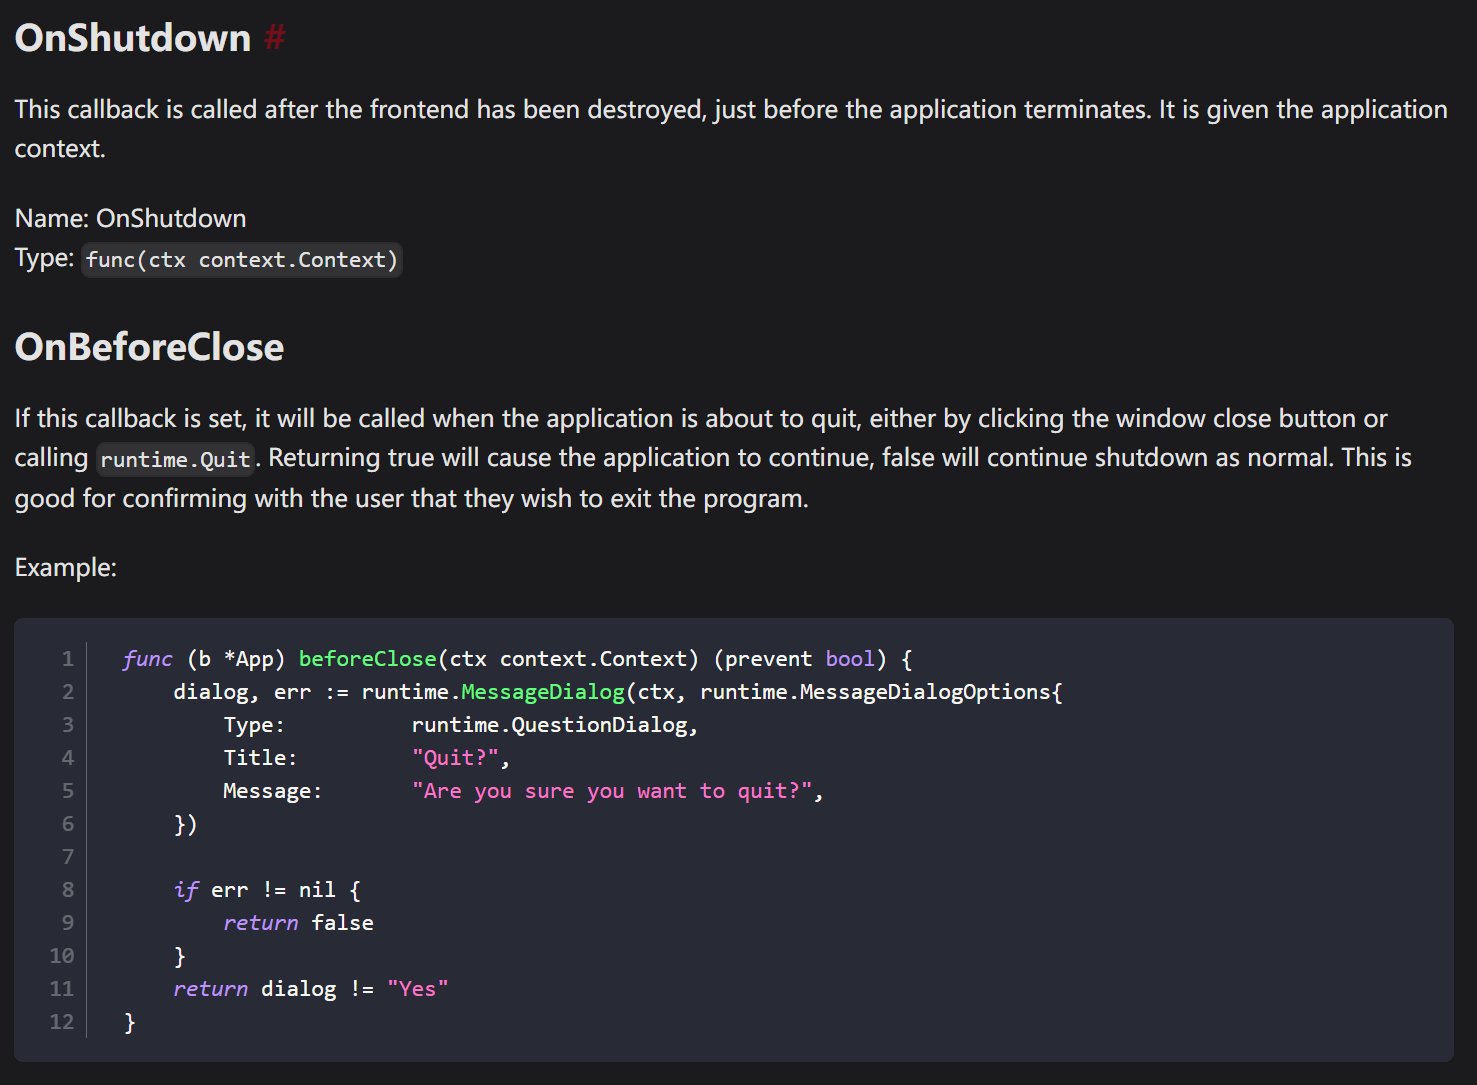 OnShutdown #
This callback is called after the frontend has been destroyed, just before the application terminates. It is given the application
context.
Name: OnShutdown
Type: func(ctx context.Context)
OnBeforeClose
If this callback is set, it will be called when the application is about to quit, either by clicking the window close button or
calling runtime.Quit. Returning true will cause the application to continue, false will continue shutdown as normal. This is
good for confirming with the user that they wish to exit the program.
Example:
1 func (b *App) beforeClose(ctx context.Context) (prevent bool) {
2     dialog, err := runtime.MessageDialog(ctx, runtime.MessageDialogOptions{
3         Type:          runtime.QuestionDialog,
4         Title:         "Quit?",
5         Message:       "Are you sure you want to quit?",
6     })
7
8     if err != nil {
9         return false
10     }
11     return dialog != "Yes"
12 }